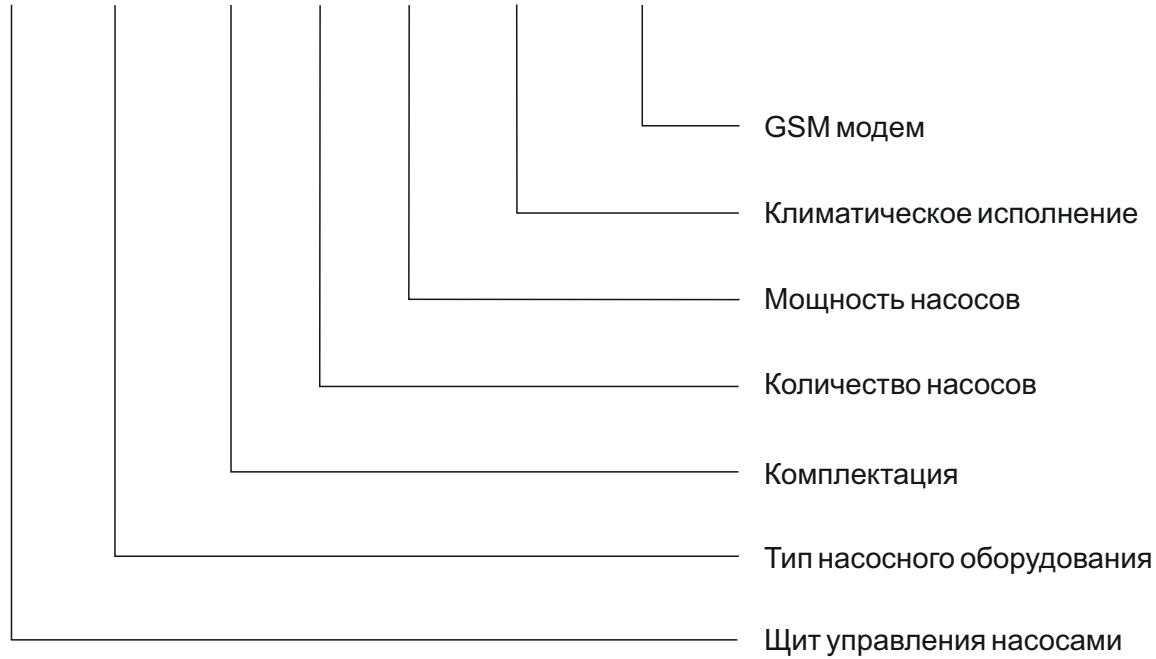 GSM модем
Климатическое исполнение
Мощность насосов
Количество насосов
Комплектация
Тип насосного оборудования
Щит управления насосами